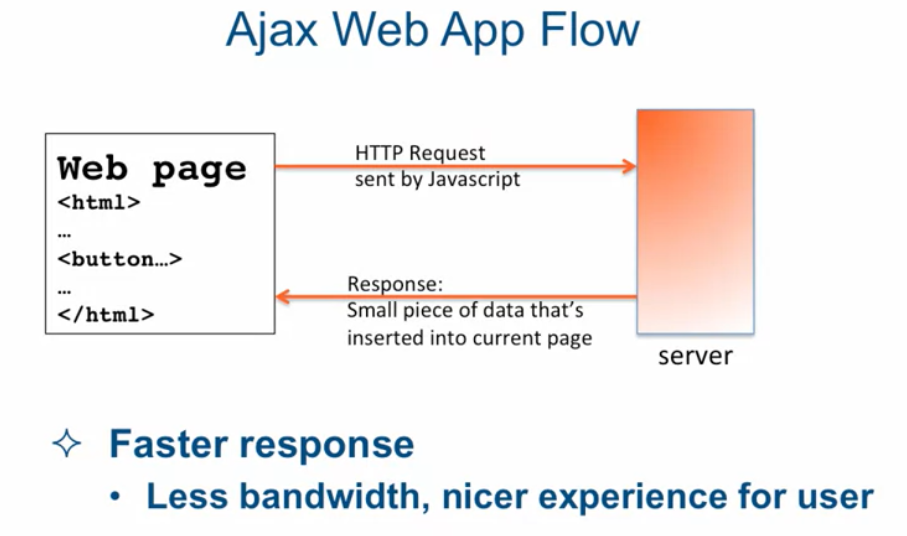 Ajax Web App Flow
Web page
<html>
…
<button…>
…
</html>
HTTP Request
sent by Javascript
Response:
Small piece of data that's
inserted into current page
server
✧ Faster response
• Less bandwidth, nicer experience for user